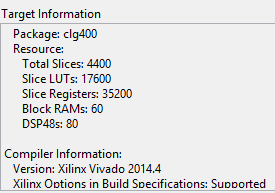 Target Information
Package: clg400
Resource:
Total Slices: 4400
Slice LUTs: 17600
Slice Registers: 35200
Block RAMs: 60
DSP48s: 80
Compiler Information:
Version: Xilinx Vivado 2014.4
Xilinx Options in Build Specifications: Supported